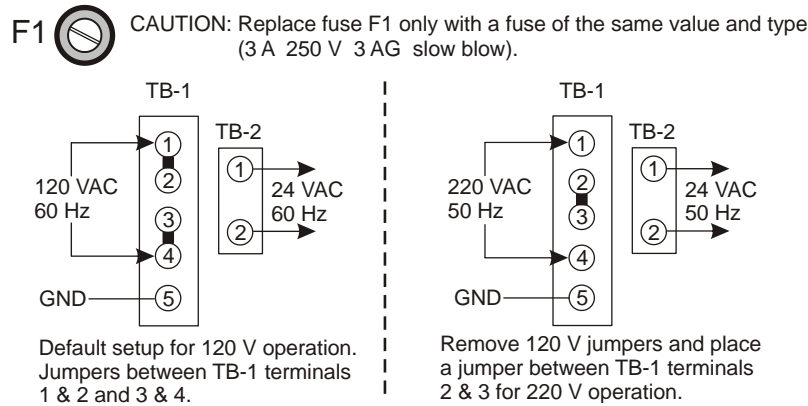 F1
CAUTION: Replace fuse F1 only with a fuse of the same value and type
(3 A 250 V 3 AG slow blow).
TB-1
TB-2
1
2
3
4
5
120 VAC
60 Hz
GND
1
2
24 VAC
60 Hz
Default setup for 120 V operation.
Jumpers between TB-1 terminals
1 & 2 and 3 & 4.
TB-1
TB-2
1
2
3
4
5
220 VAC
50 Hz
GND
1
2
24 VAC
50 Hz
Remove 120 V jumpers and place
a jumper between TB-1 terminals
2 & 3 for 220 V operation.